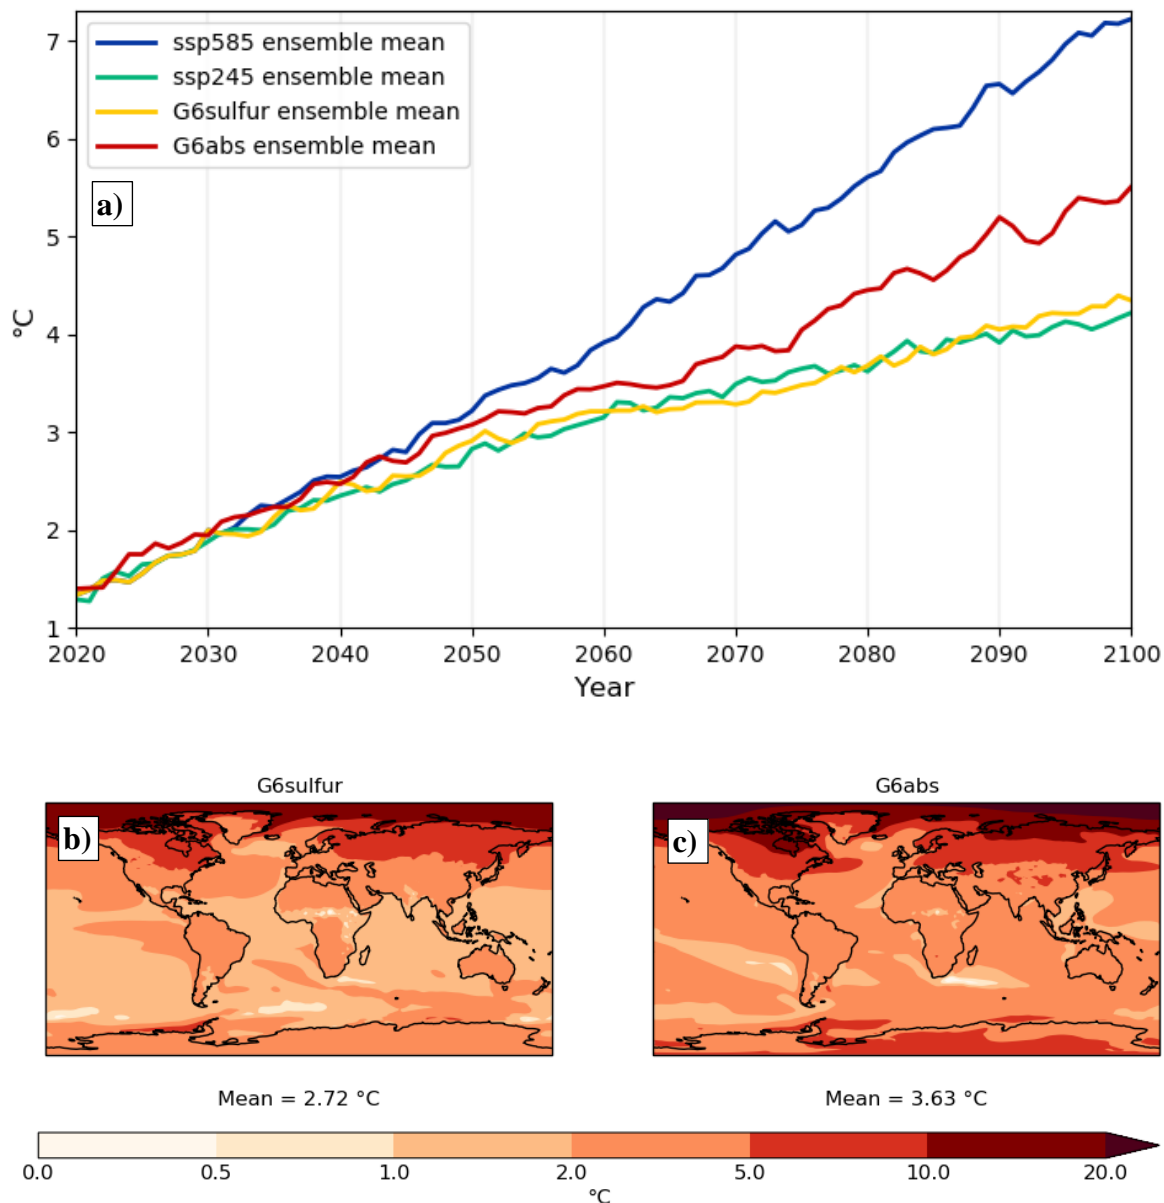 7
6
5
4
3
2
1
°C
ssp585 ensemble mean
ssp245 ensemble mean
G6sulfur ensemble mean
G6abs ensemble mean
a)
2020 2030 2040 2050 2060 2070 2080 2090 2100
Year
G6sulfur G6abs
b) c)
Mean = 2.72 °C Mean = 3.63 °C
0.0 0.5 1.0 2.0 5.0 10.0 20.0
°C